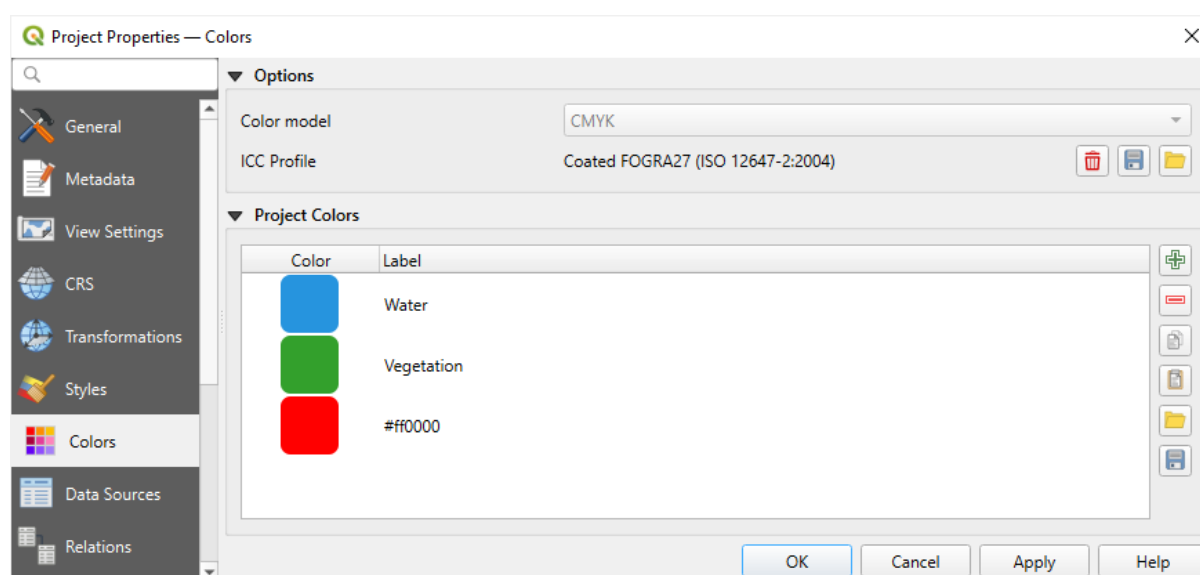 Project Properties — Colors
General
Metadata
View Settings
CRS
Transformations
Styles
Colors
Data Sources
Relations
Options
Color model CMYK
ICC Profile Coated FOGRA27 (ISO 12647-2:2004)
Project Colors
Color Label
Water
Vegetation
#ff0000
OK Cancel Apply Help